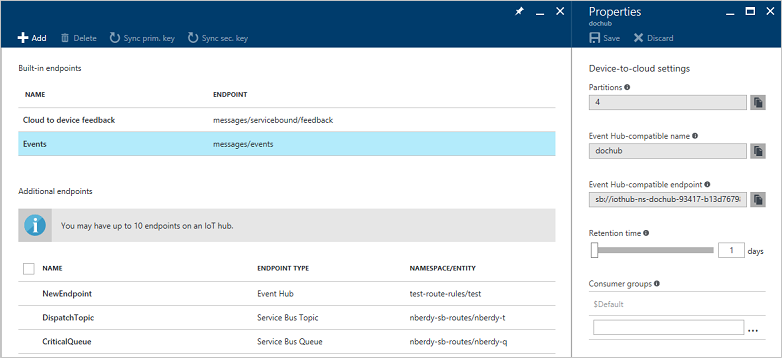 Add Delete Sync prim. key Sync sec. key
Built-in endpoints
NAME ENDPOINT
Cloud to device feedback messages/servicebound/feedback
Events messages/events
Additional endpoints
You may have up to 10 endpoints on an IoT hub.
NAME ENDPOINT TYPE NAMESPACE/ENTITY
NewEndpoint Event Hub test-route-rules/test
DispatchTopic Service Bus Topic nberdy-sb-routes/nberdy-t
CriticalQueue Service Bus Queue nberdy-sb-routes/nberdy-q
Properties
dochub
Save Discard
Device-to-cloud settings
Partitions
4
Event Hub-compatible name
dochub
Event Hub-compatible endpoint
sb://iothub-ns-dochub-93417-b13d7679
Retention time
1 days
Consumer groups
$Default
...